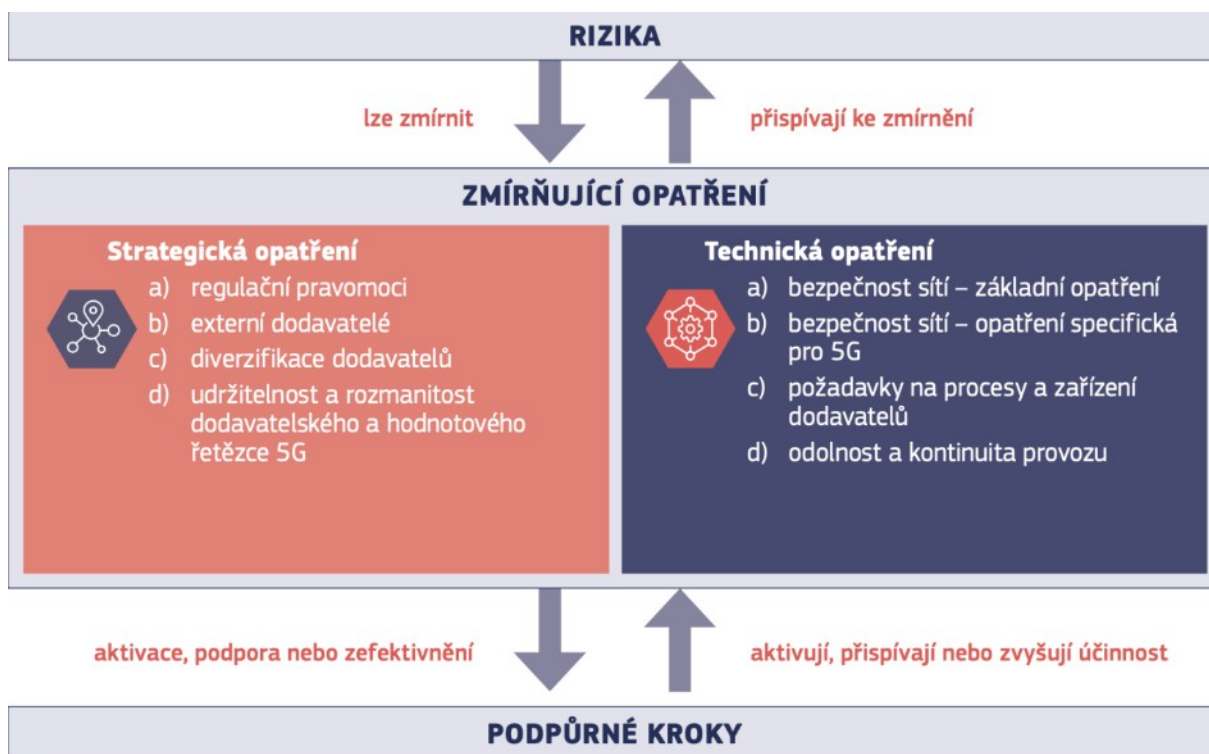 RIZIKA
lze zmírnit
přispívají ke zmírnění
ZMÍRŇUJÍCÍ OPATŘENÍ
Strategická opatření
a) regulační pravomoci
b) externí dodavatelé
c) diverzifikace dodavatelů
d) udržitelnost a rozmanitost
dodavatelského a hodnotového
řetězce 5G
Technická opatření
a) bezpečnost sítí – základní opatření
b) bezpečnost sítí – opatření specifická
pro 5G
c) požadavky na procesy a zařízení
dodavatelů
d) odolnost a kontinuita provozu
aktivace, podpora nebo zefektivnění
aktivují, přispívají nebo zvyšují účinnost
PODPŮRNÉ KROKY